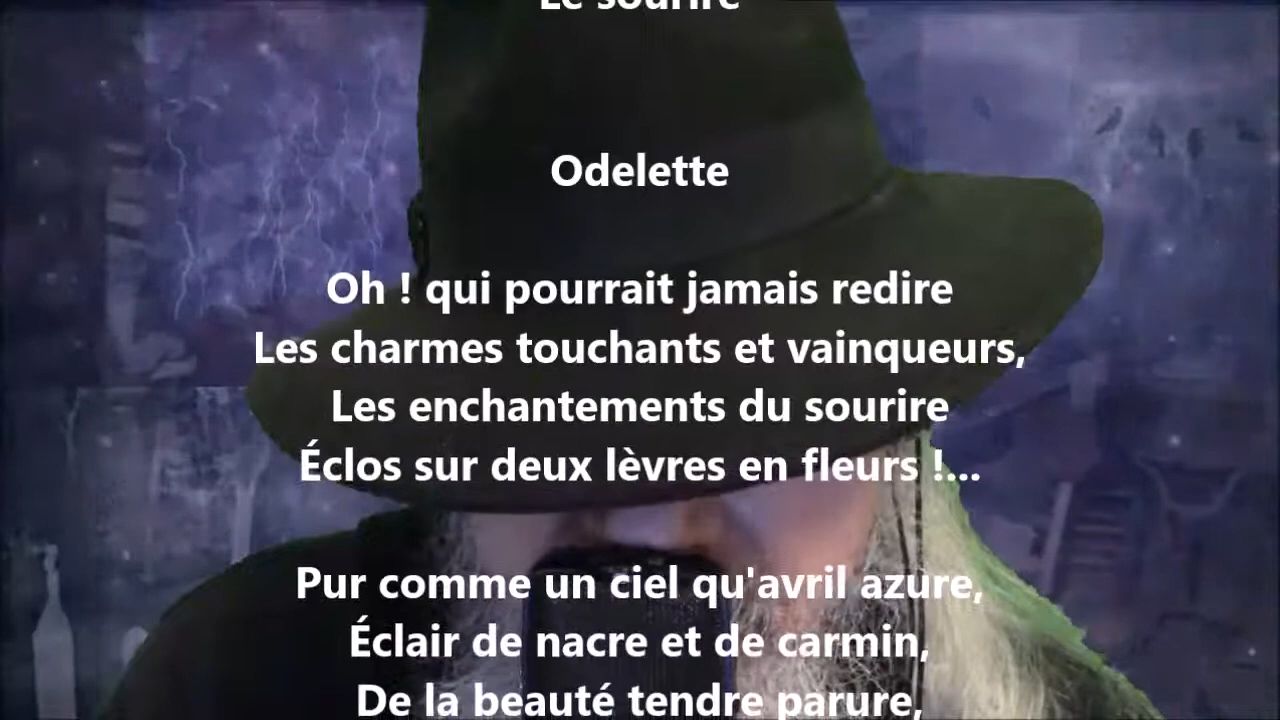 Le sourire
Odelette
Oh ! qui pourrait jamais redire
Les charmes touchants et vainqueurs,
Les enchantements du sourire
Éclos sur deux lèvres en fleurs !...
Pur comme un ciel qu'avril azure,
Éclair de nacre et de carmin,
De la beauté tendre parure,